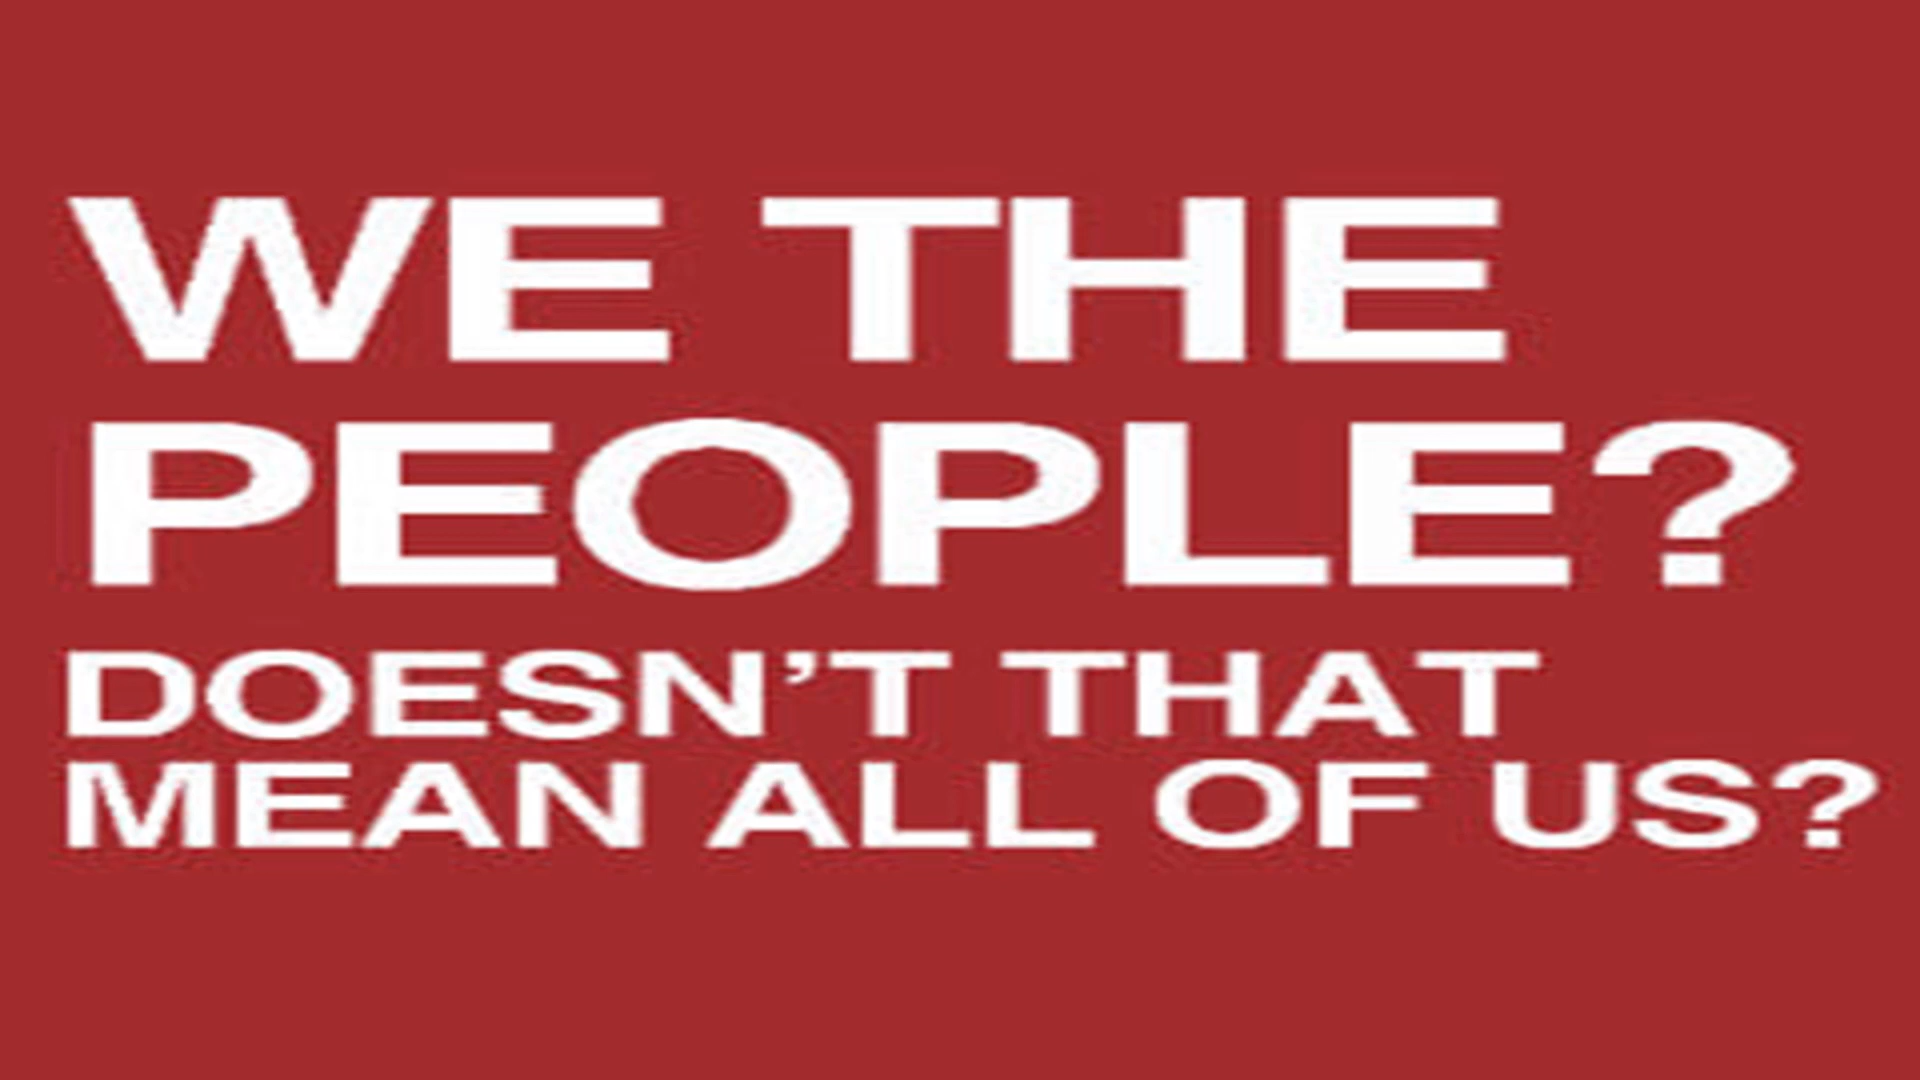 WE THE
PEOPLE?
DOESN’T THAT
MEAN ALL OF US?